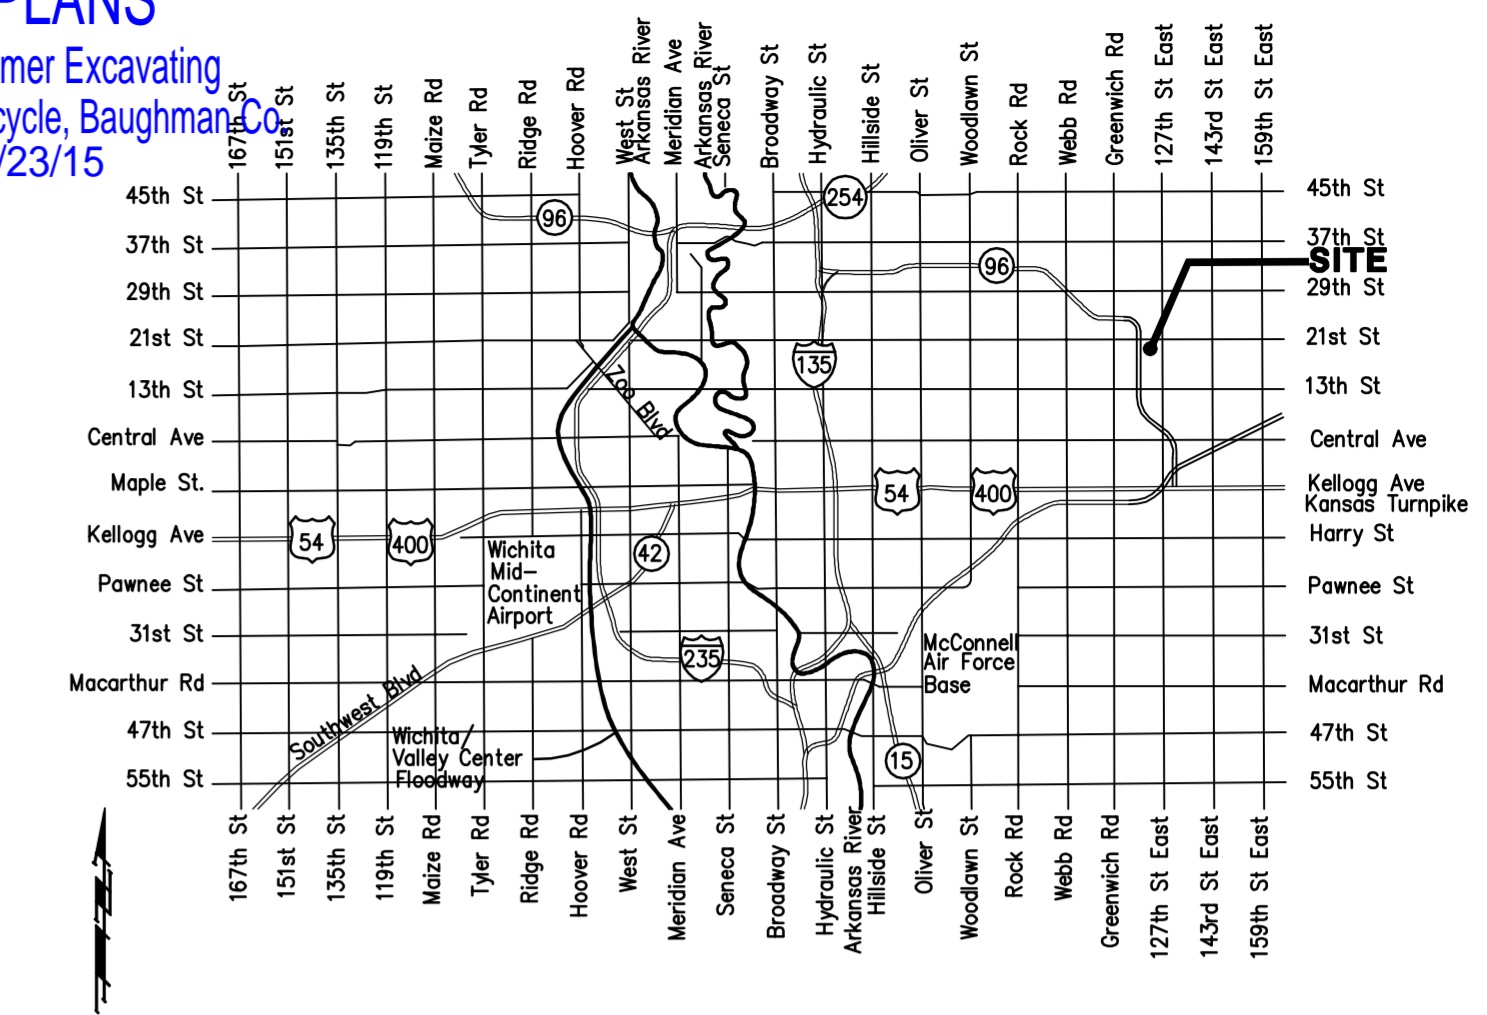 PLANS
mer Excavating
cycle, Baughman Co.
/23/15
167th St
151st St
135th St
119th St
Maize Rd
Tyler Rd
Ridge Rd
Hoover Rd
West St
Arkansas River
Meridian Ave
Arkansas River
Seneca St
Broadway St
Hydraulic St
Hillside St
Oliver St
Woodlawn St
Rock Rd
Webb Rd
Greenwich Rd
127th St East
143rd St East
159th St East
45th St
37th St
29th St
21st St
13th St
Central Ave
Maple St.
Kellogg Ave
Pawnee St
31st St
Macarthur Rd
47th St
55th St
96
254
96
135
Zoo Blvd
54
400
54
400
42
Wichita
Mid-
Continent
Airport
235
McConnell
Air Force
Base
Southwest Blvd
Wichita/
Valley Center
Floodway
15
45th St
37th St
SITE
29th St
21st St
13th St
Central Ave
Kellogg Ave
Kansas Turnpike
Harry St
Pawnee St
31st St
Macarthur Rd
47th St
55th St
167th St
151st St
135th St
119th St
Maize Rd
Tyler Rd
Ridge Rd
Hoover Rd
West St
Meridian Ave
Seneca St
Broadway St
Hydraulic St
Arkansas River
Hillside St
Oliver St
Woodlawn St
Rock Rd
Webb Rd
Greenwich Rd
127th St East
143rd St East
159th St East